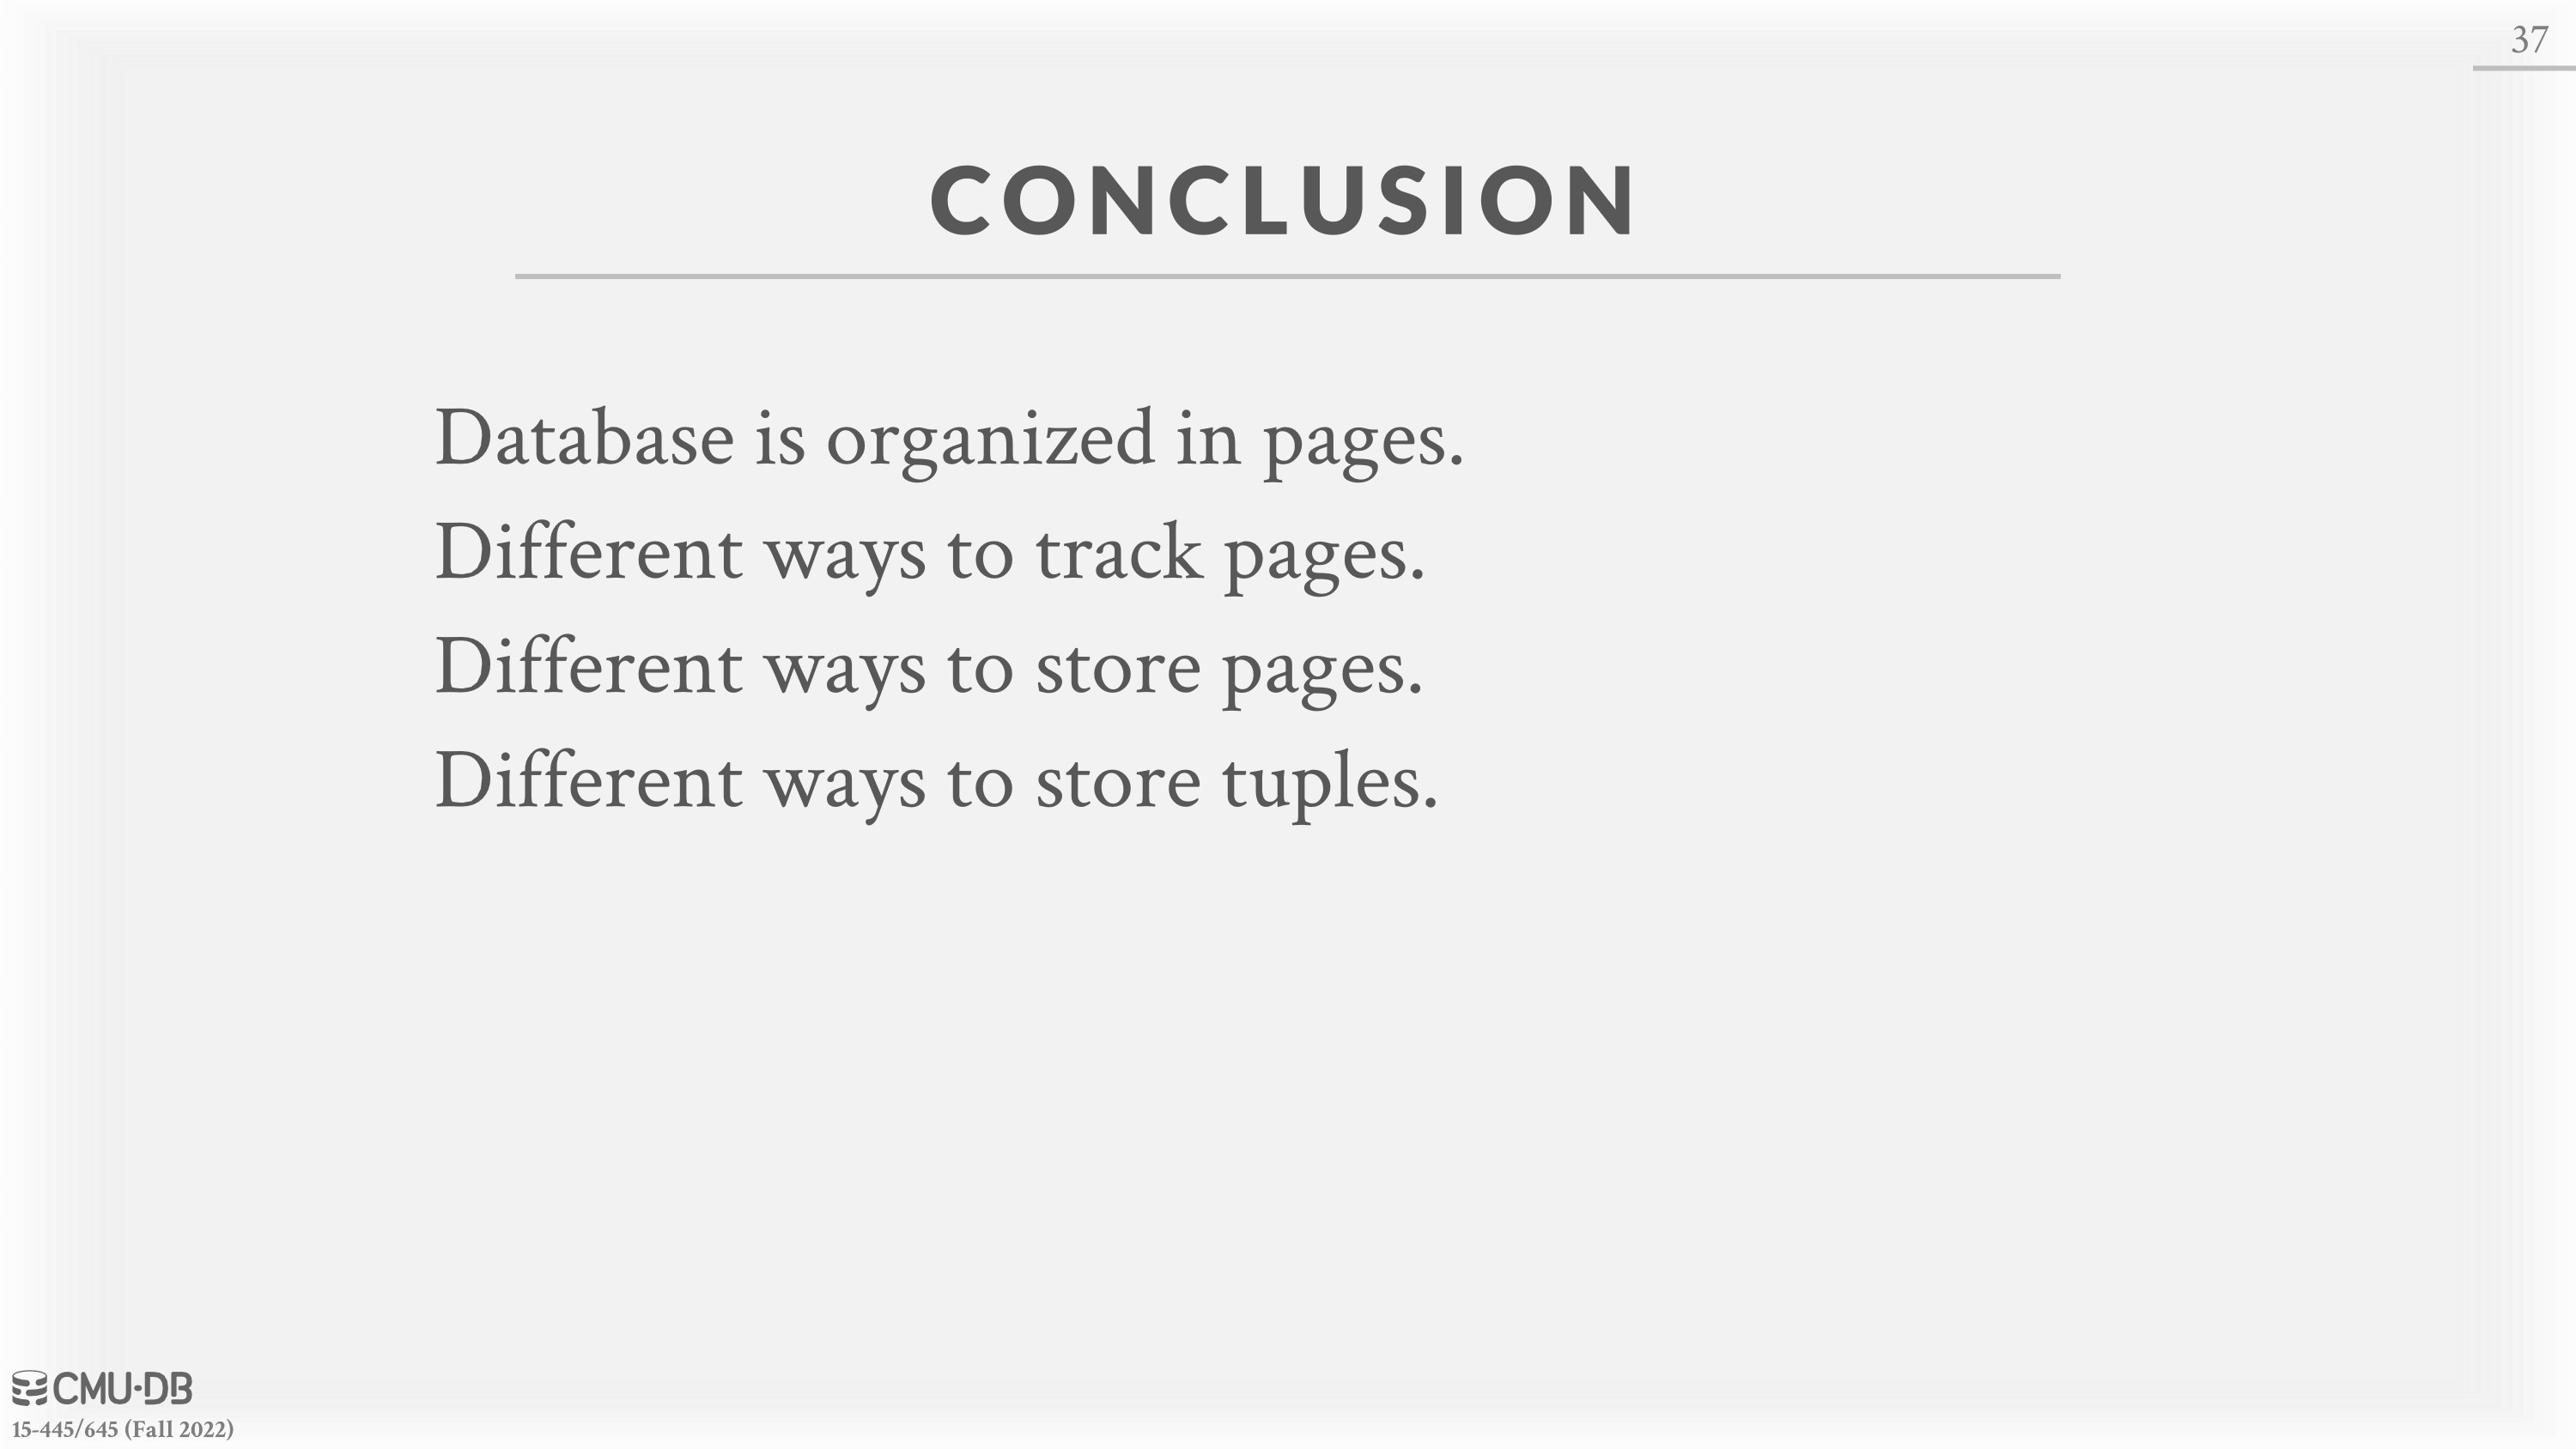 37
CONCLUSION
Database is organized in pages.
Different ways to track pages.
Different ways to store pages.
Different ways to store tuples.
CMU·DB
15-445/645 (Fall 2022)